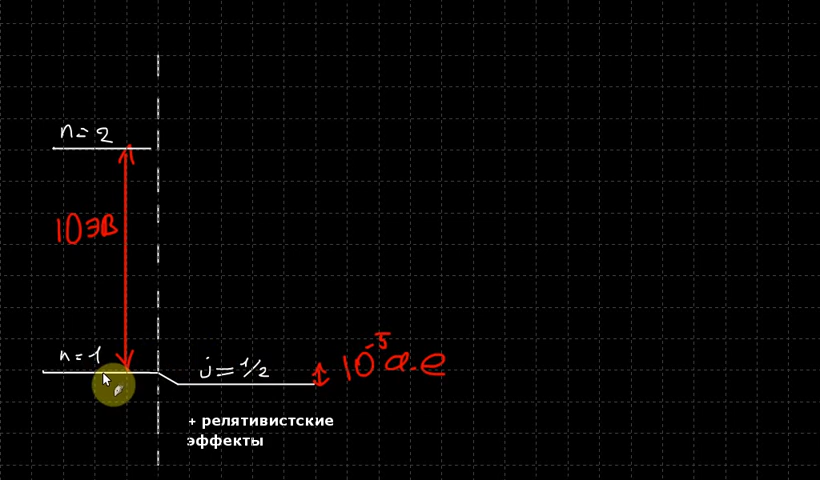 n=2
10эВ
n=1
j=1/2
10⁻⁵ а.е
+ релятивистские
эффекты